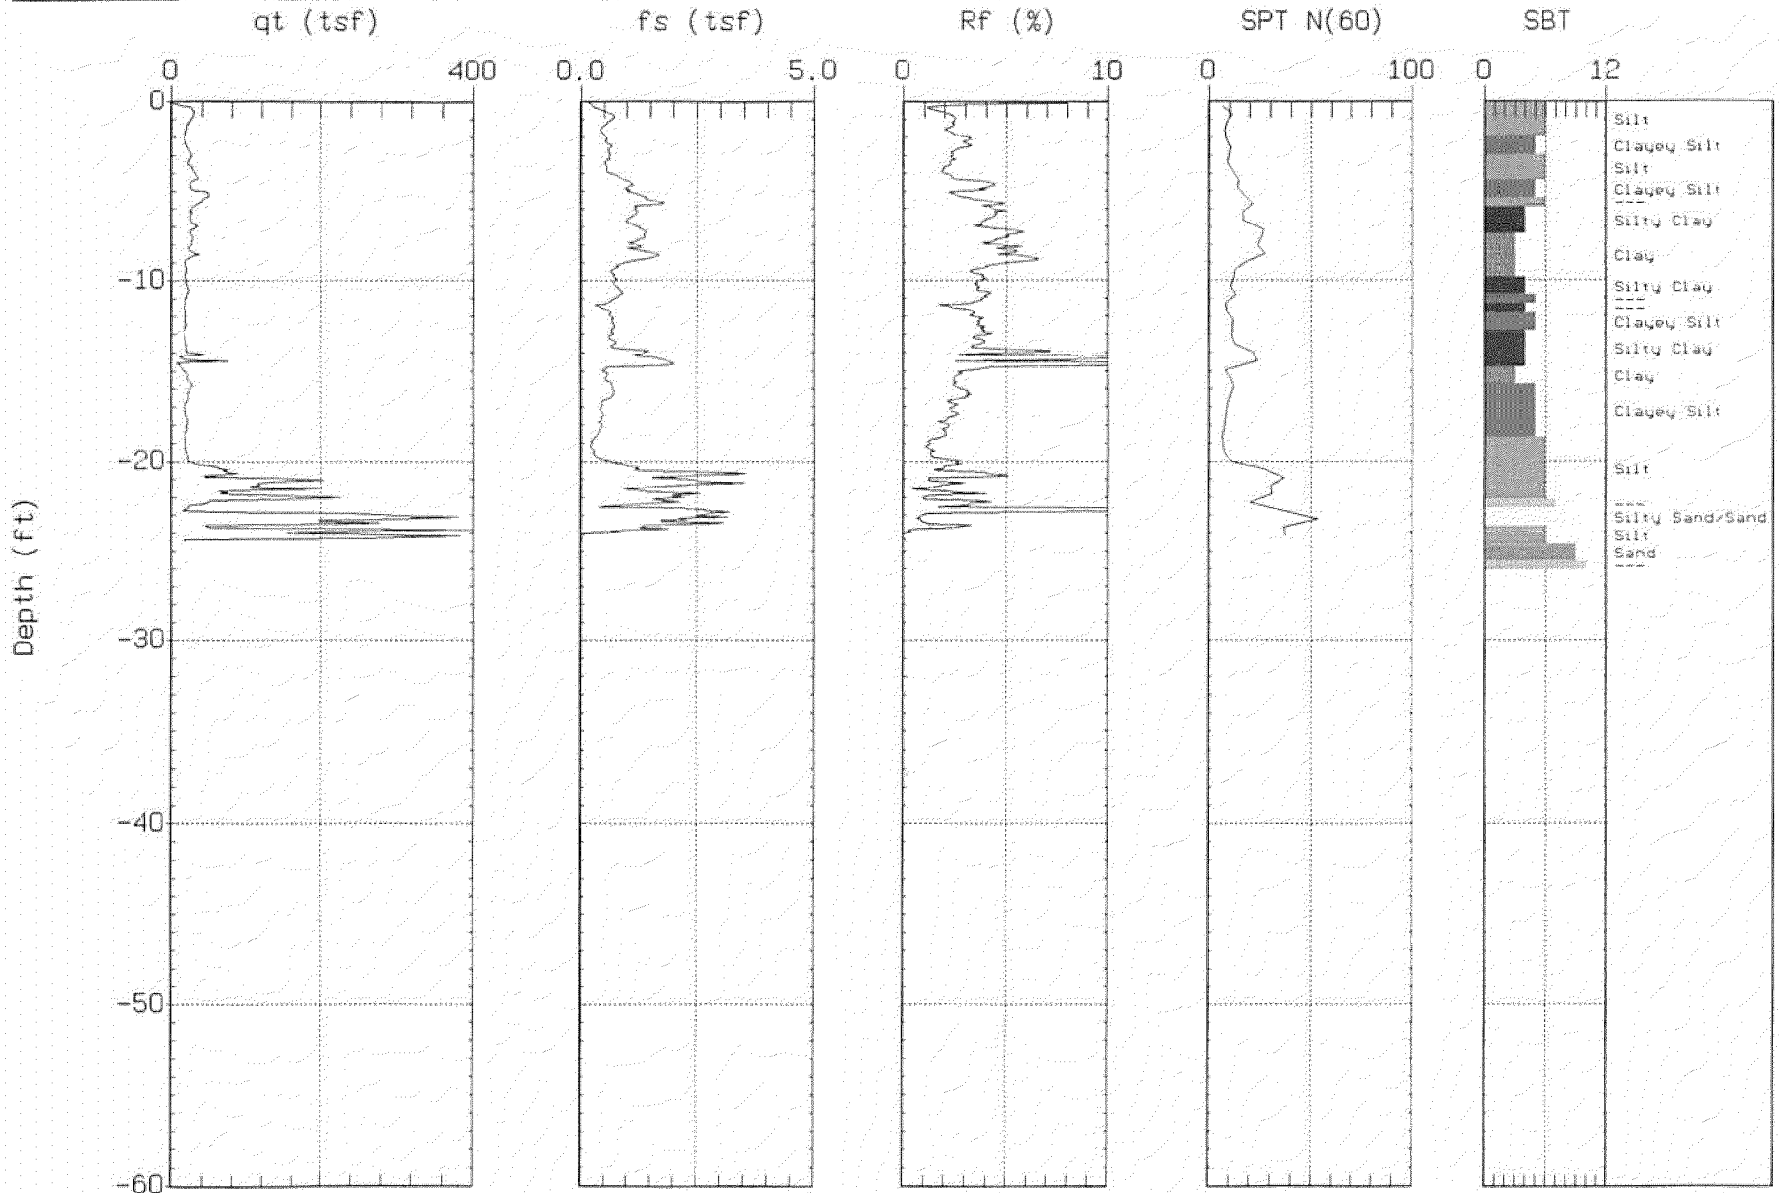 qt (tsf) fs (tsf) Rf (%) SPT N(60) SBT
0 400 0.0 5.0 0 10 0 100 0 12
0
Silt
Clayey Silt
Silt
Clayey Silt
---
Silty Clay
Clay
-10
Silty Clay
---
Clayey Silt
Silty Clay
Clay
Clayey Silt
-20
Silt
---
Silty Sand/Sand
Silt
Sand
---
Depth (ft)
-30
-40
-50
-60